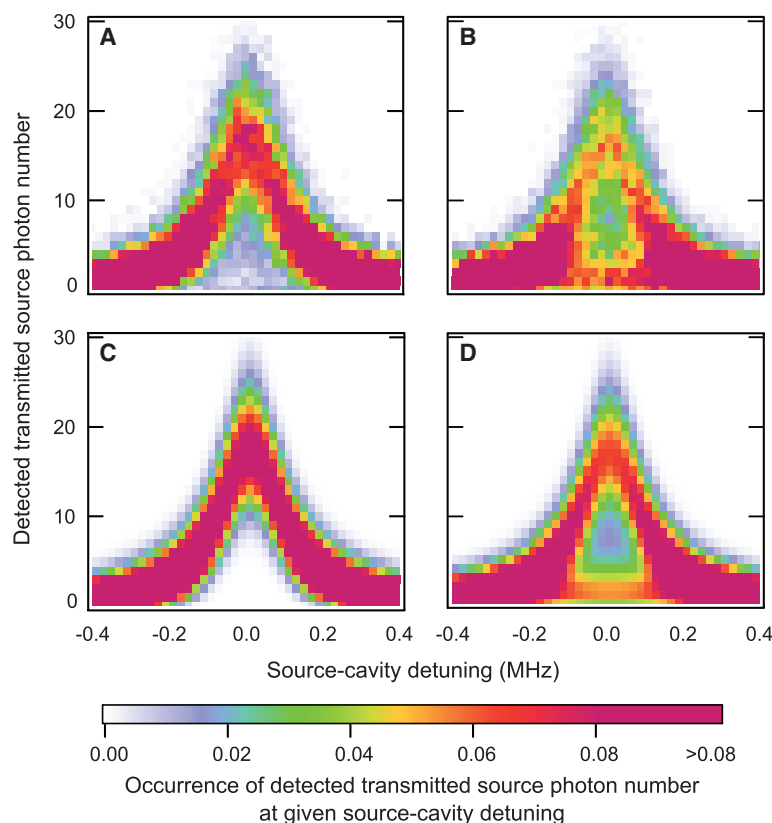 Detected transmitted source photon number
30
A
20
10
0
B
30
C
20
10
0
D
-0.4 -0.2 0.0 0.2 0.4
-0.4 -0.2 0.0 0.2 0.4
Source-cavity detuning (MHz)
0.00 0.02 0.04 0.06 0.08 >0.08
Occurrence of detected transmitted source photon number
at given source-cavity detuning